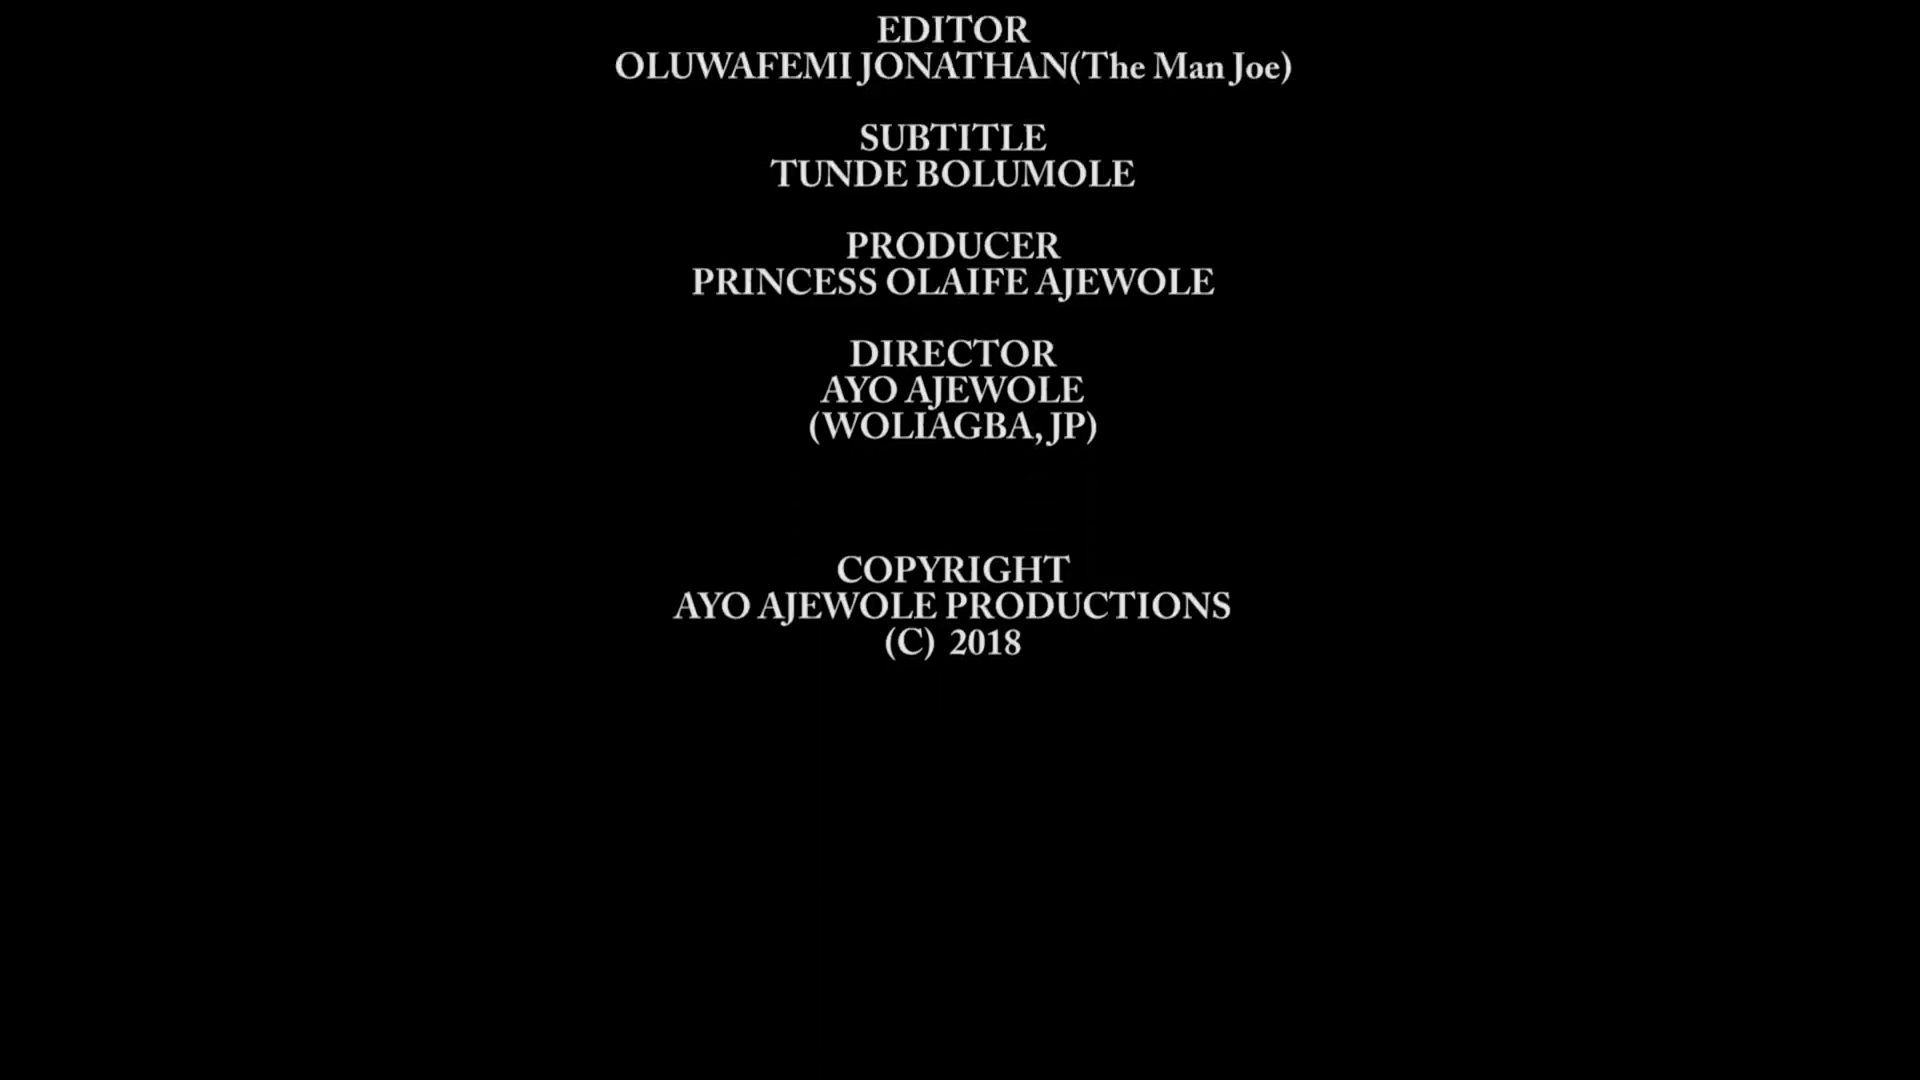 EDITOR
OLUWAFEMI JONATHAN(The Man Joe)
SUBTITLE
TUNDE BOLUMOLE
PRODUCER
PRINCESS OLAIFE AJEWOLE
DIRECTOR
AYO AJEWOLE
(WOLIAGBA, JP)
COPYRIGHT
AYO AJEWOLE PRODUCTIONS
(C) 2018